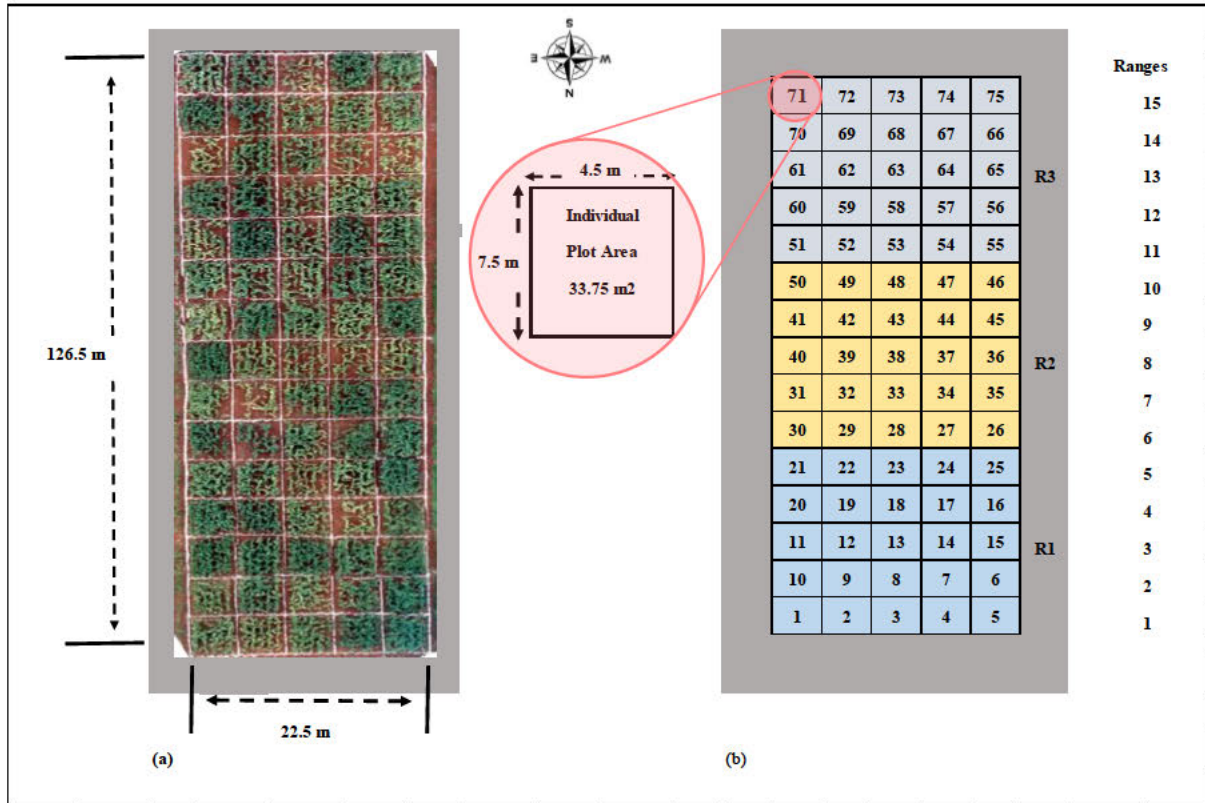 S
E
W
N
126.5 m
22.5 m
(a)
4.5 m
7.5 m
Individual
Plot Area
33.75 m2
Ranges
71 72 73 74 75 15
70 69 68 67 66 14
61 62 63 64 65 R3 13
60 59 58 57 56 12
51 52 53 54 55 11
50 49 48 47 46 10
41 42 43 44 45 9
40 39 38 37 36 R2 8
31 32 33 34 35 7
30 29 28 27 26 6
21 22 23 24 25 5
20 19 18 17 16 4
11 12 13 14 15 R1 3
10 9 8 7 6 2
1 2 3 4 5 1
(b)